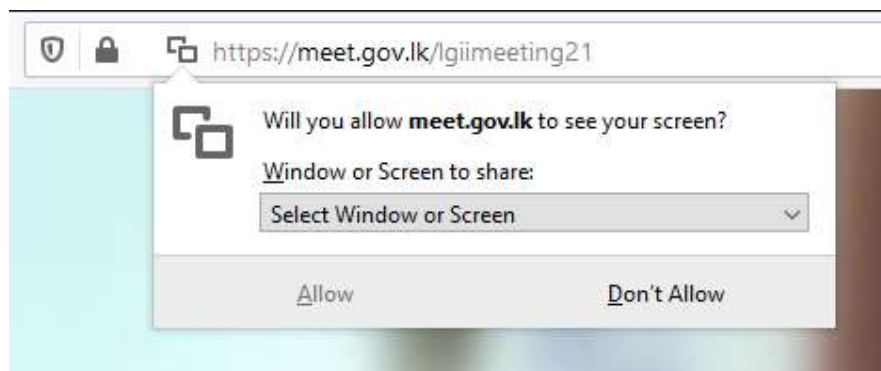 https://meet.gov.lk/lgiimeeting21
Will you allow meet.gov.lk to see your screen?
Window or Screen to share:
Select Window or Screen
Allow Don't Allow